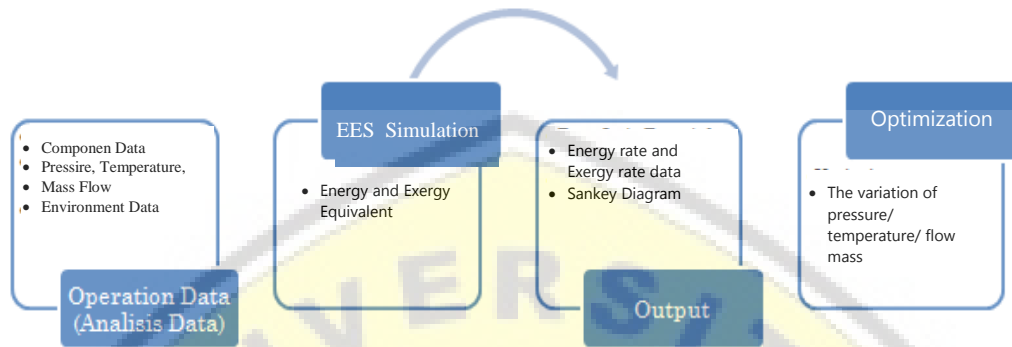 • Componen Data
• Pressire, Temperature,
• Mass Flow
• Environment Data
Operation Data
(Analisis Data)
EES Simulation
• Energy and Exergy
Equivalent
• Energy rate and
Exergy rate data
• Sankey Diagram
Output
Optimization
• The variation of
pressure/
temperature/ flow
mass
VERSI